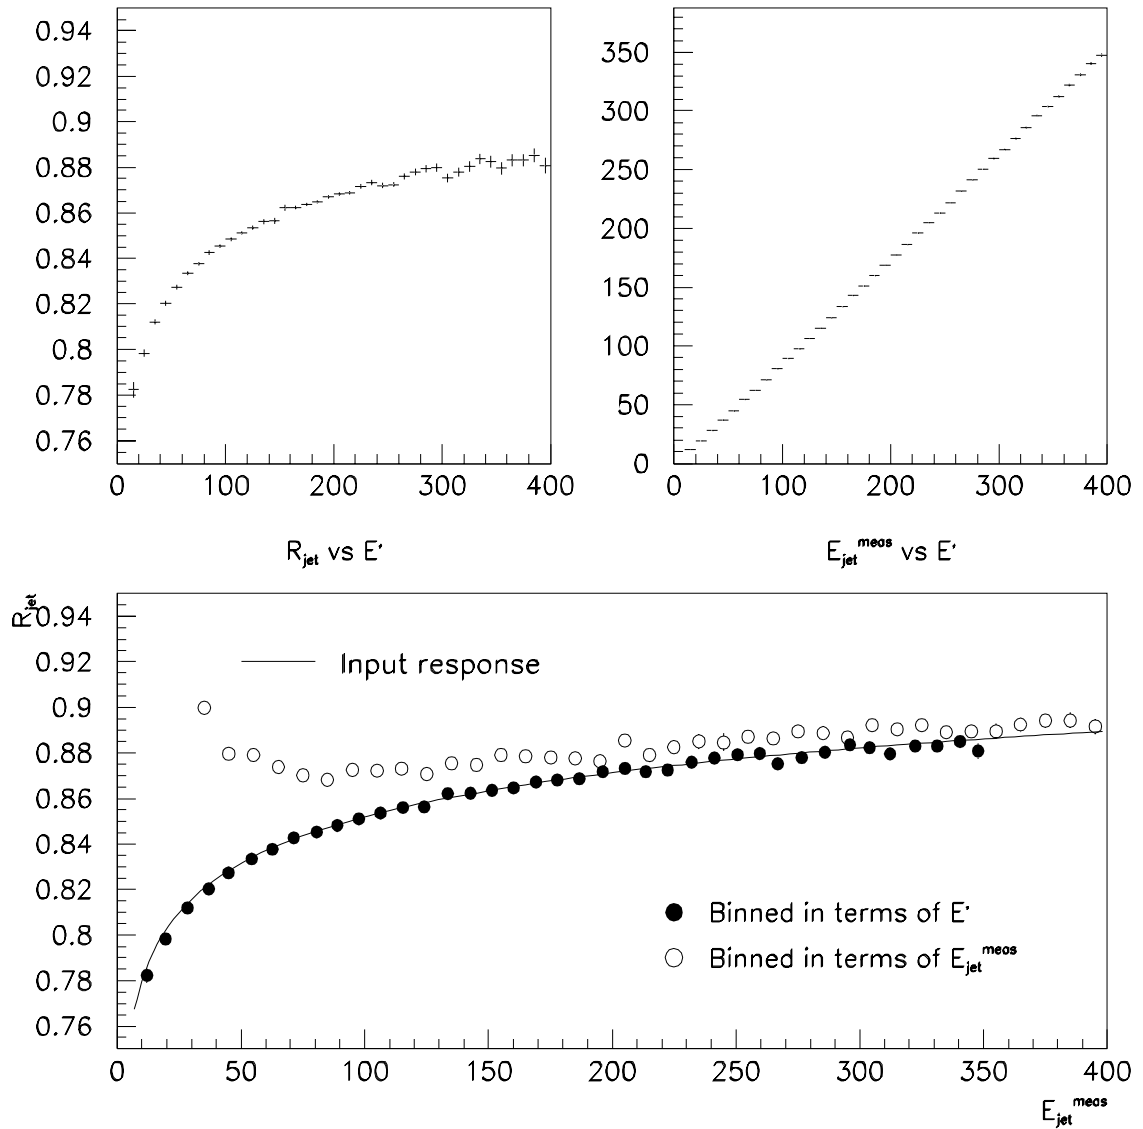 0.94
0.92
0.9
0.88
0.86
0.84
0.82
0.8
0.78
0.76
0 100 200 300 400
R_jet vs E'
350
300
250
200
150
100
50
0
0 100 200 300 400
E_jet^meas vs E'
R_jet
0.94
0.92
0.9
0.88
0.86
0.84
0.82
0.8
0.78
0.76
Input response
Binned in terms of E'
Binned in terms of E_jet^meas
0 50 100 150 200 250 300 350 400
E_jet^meas